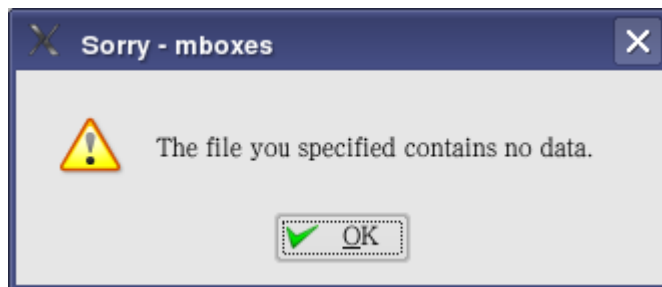 Sorry - mboxes
The file you specified contains no data.
OK